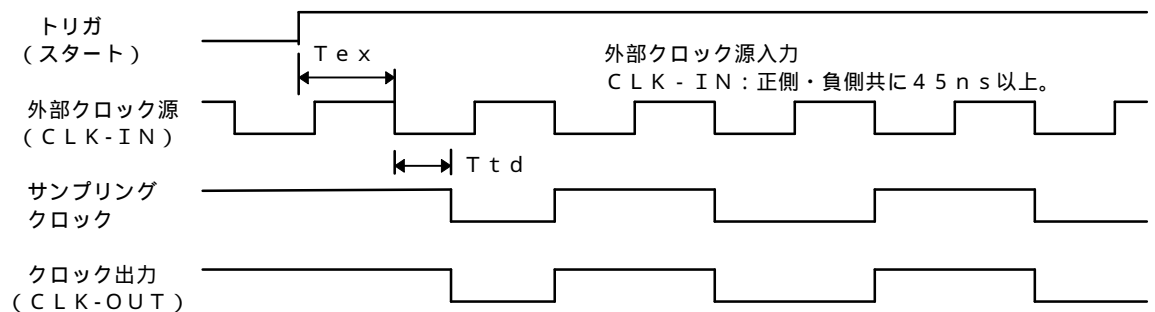 トリガ
(スタート)
Tex
外部クロック源入力
CLK-IN:正側・負側共に45ns以上。
外部クロック源
(CLK-IN)
Ttd
サンプリング
クロック
クロック出力
(CLK-OUT)